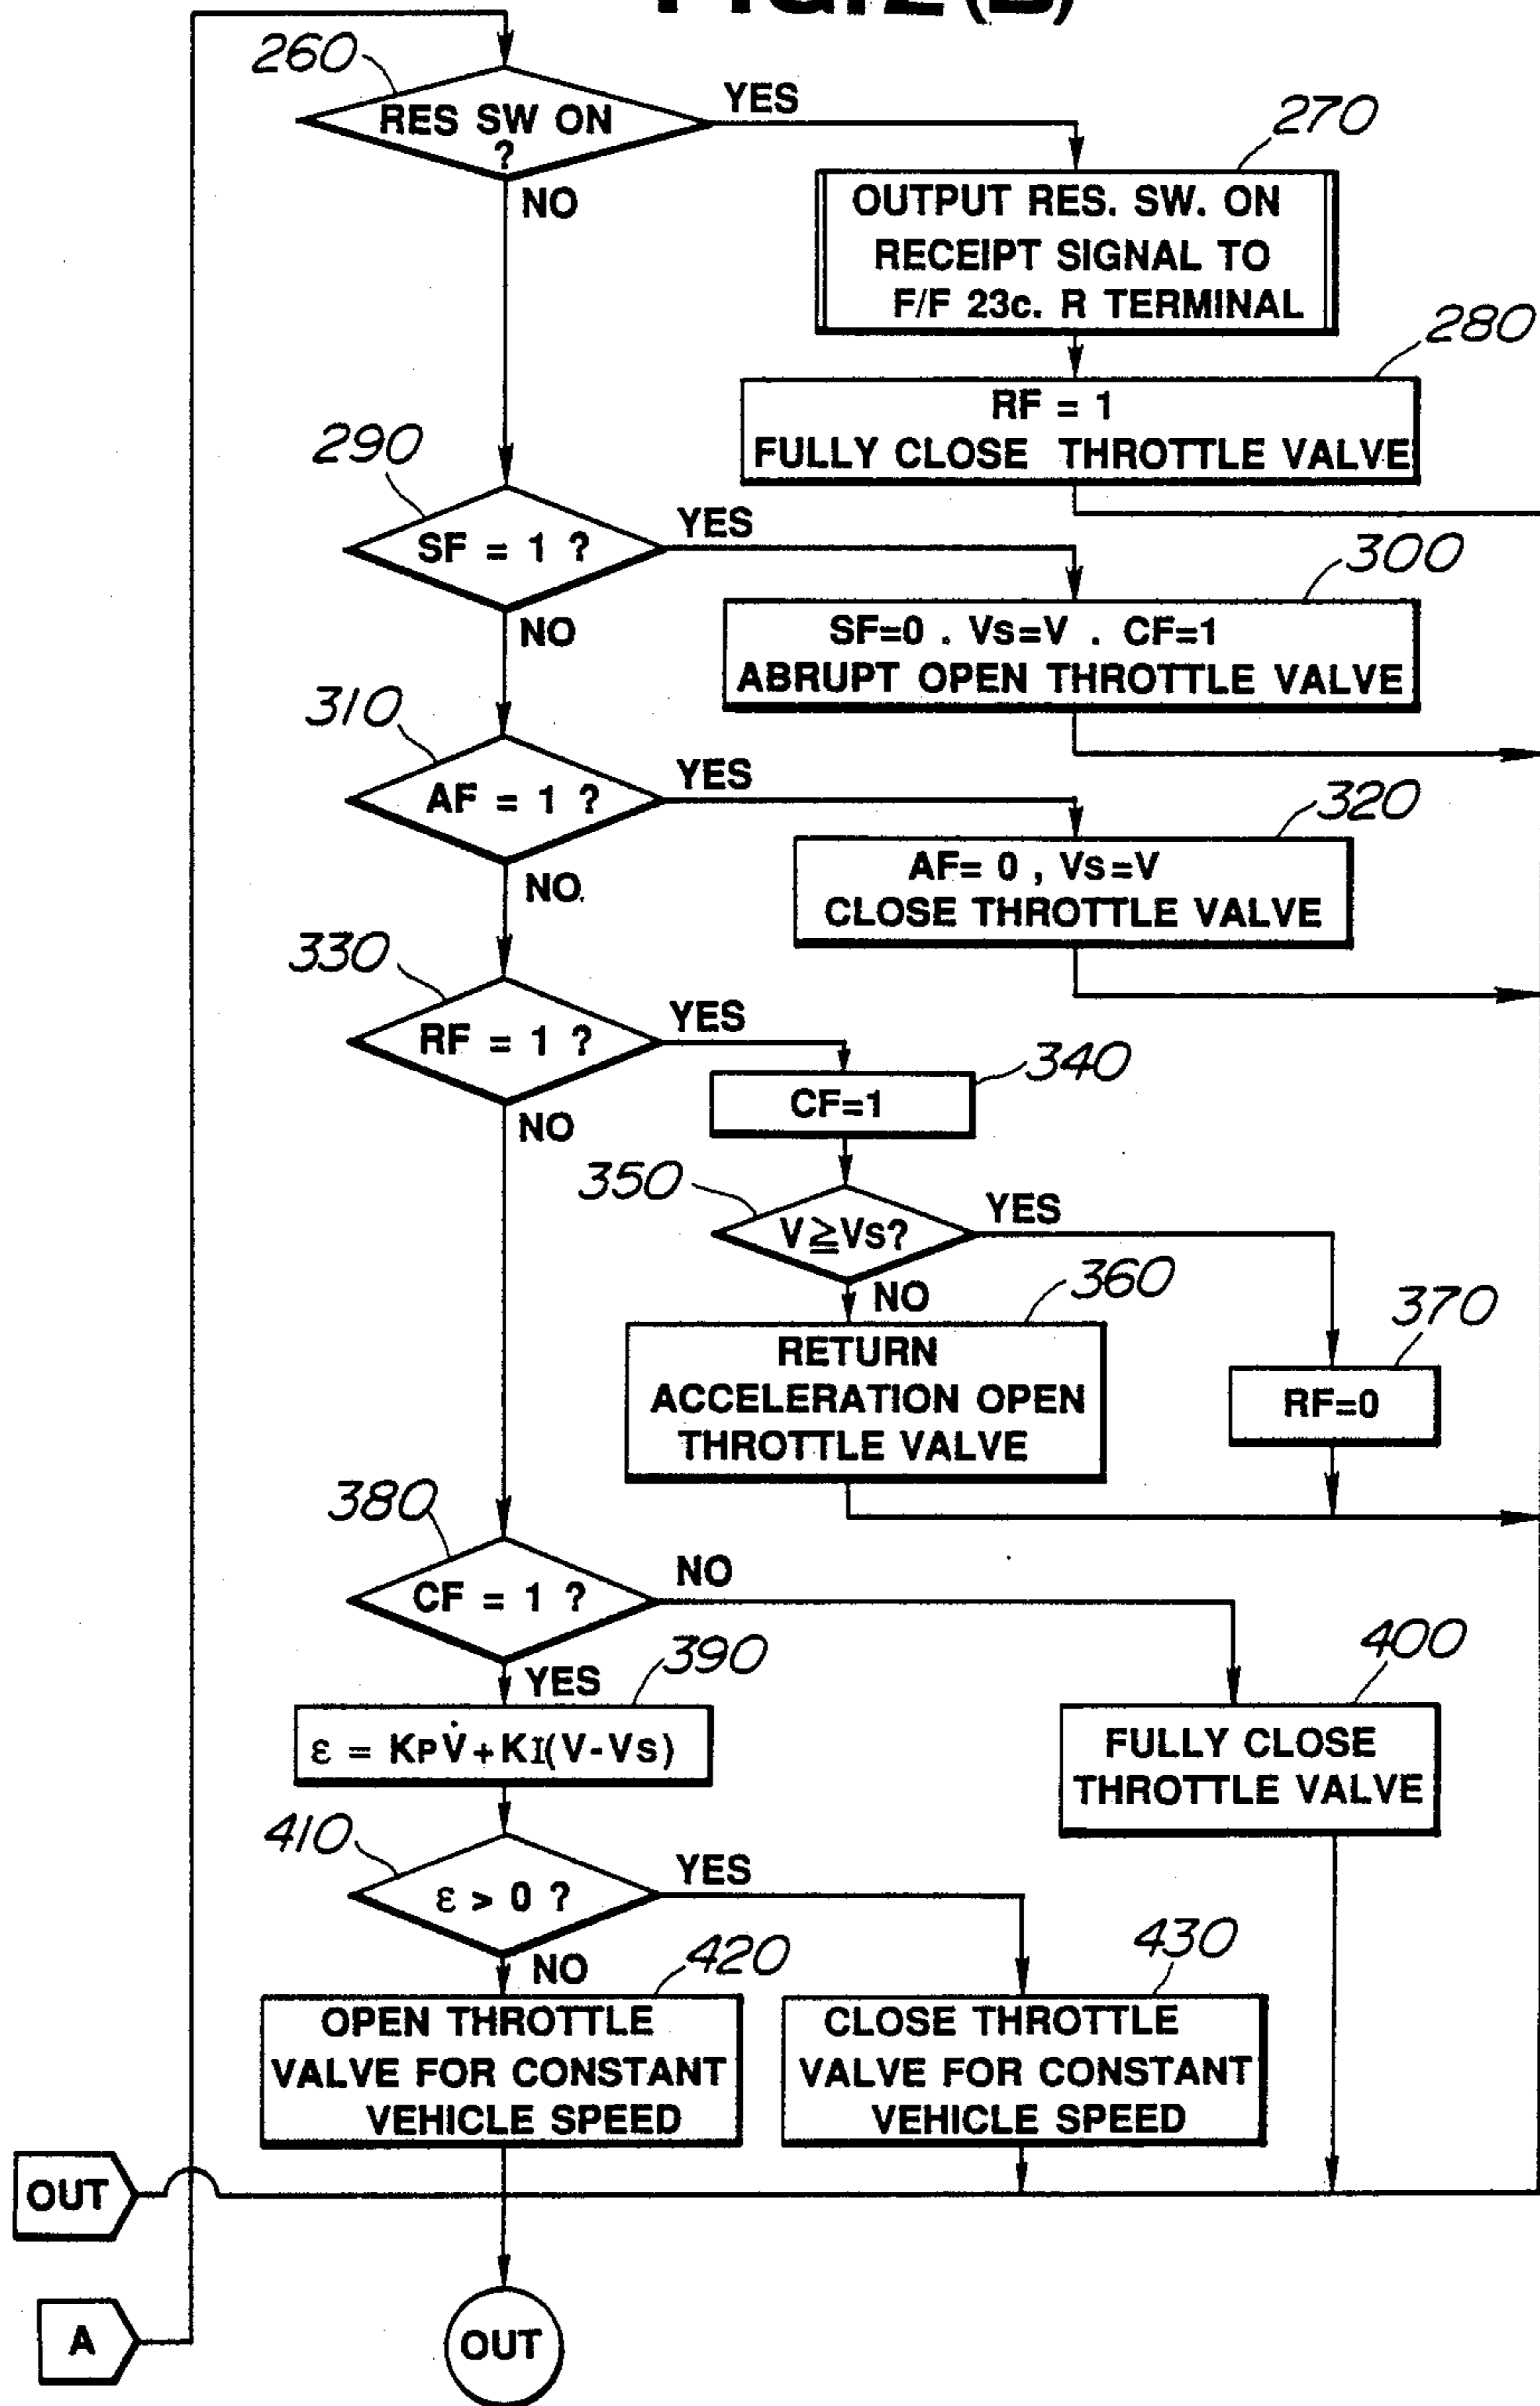 FIG.2(B)
260
RES SW ON
?
YES
NO
270
OUTPUT RES. SW. ON
RECEIPT SIGNAL TO
F/F 23c. R TERMINAL
280
RF = 1
FULLY CLOSE THROTTLE VALVE
290
SF = 1 ?
YES
NO
300
SF=0 . Vs=V . CF=1
ABRUPT OPEN THROTTLE VALVE
310
AF = 1 ?
YES
NO
320
AF= 0 , Vs=V
CLOSE THROTTLE VALVE
330
RF = 1 ?
YES
NO
340
CF=1
350
V≧Vs?
YES
NO
360
RETURN
ACCELERATION OPEN
THROTTLE VALVE
370
RF=0
380
CF = 1 ?
NO
YES
390
ε = KPV̇+KI(V-Vs)
400
FULLY CLOSE
THROTTLE VALVE
410
ε > 0 ?
YES
NO
420
OPEN THROTTLE
VALVE FOR CONSTANT
VEHICLE SPEED
430
CLOSE THROTTLE
VALVE FOR CONSTANT
VEHICLE SPEED
OUT
A
OUT